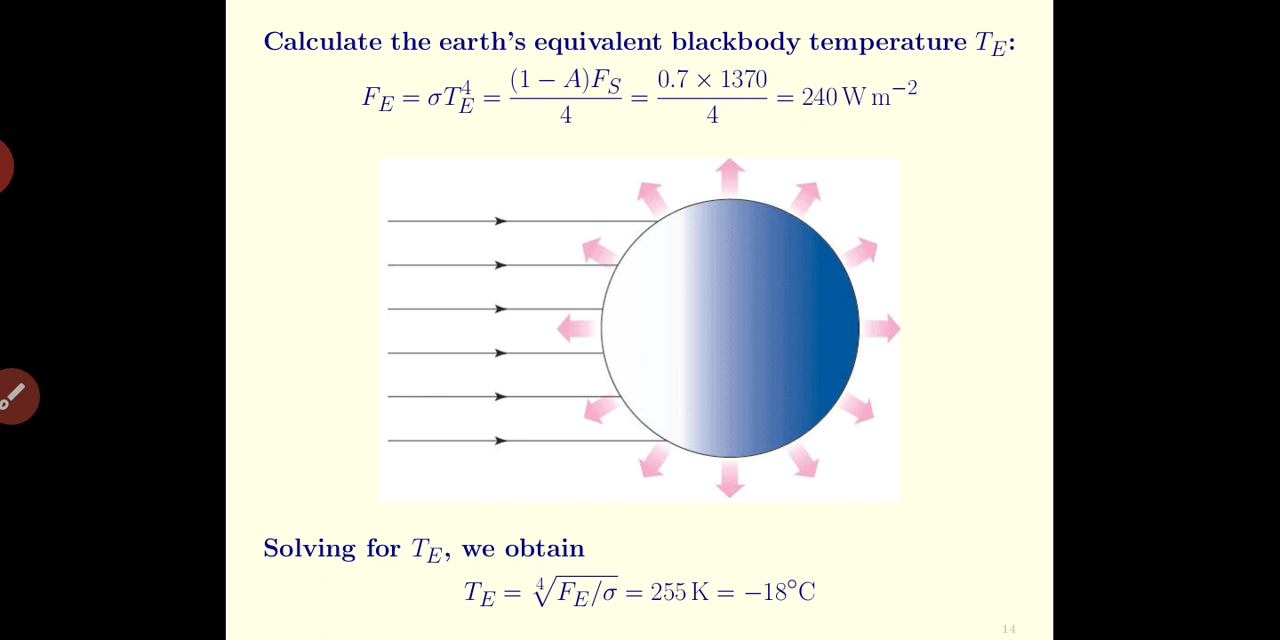 Calculate the earth's equivalent blackbody temperature T_E:
F_E = σT_E^4 = (1 − A)F_S / 4 = 0.7 × 1370 / 4 = 240 W m^−2
Solving for T_E, we obtain
T_E = ∜(F_E/σ) = 255 K = −18°C
14